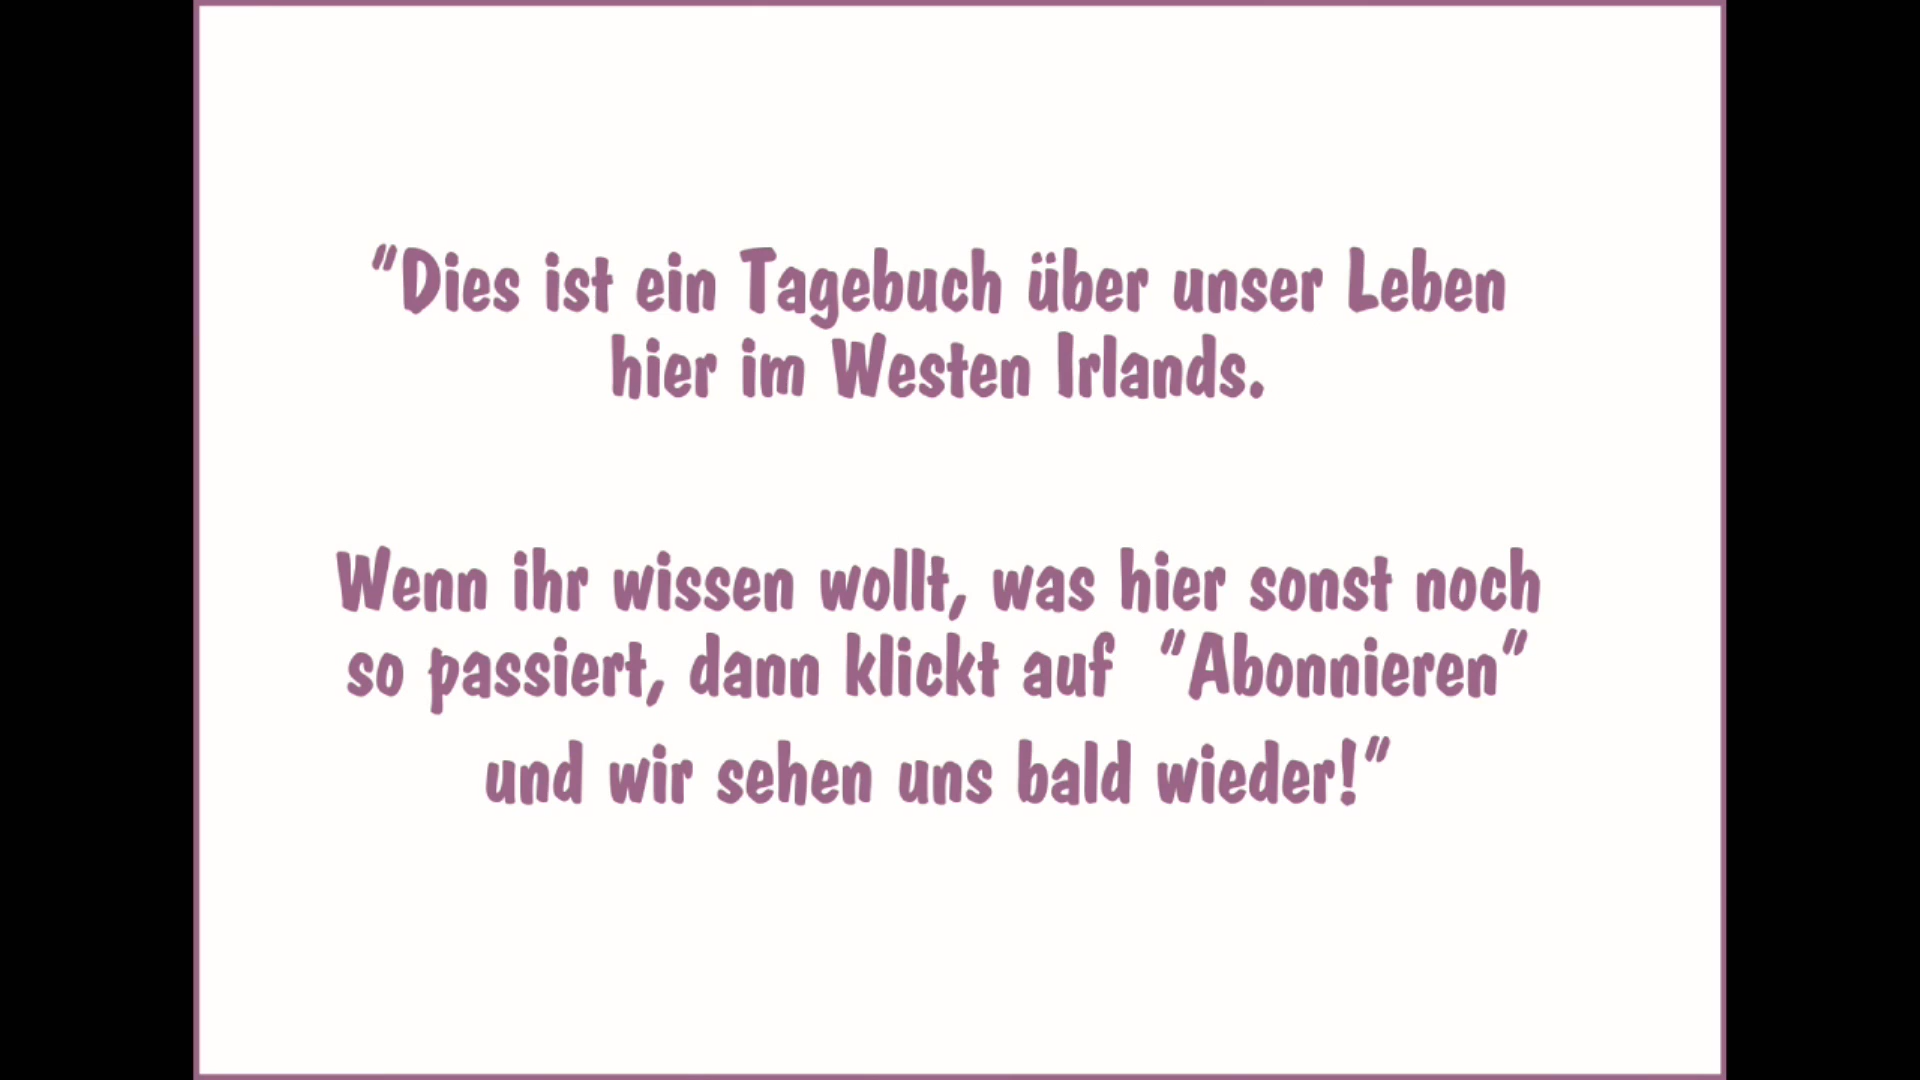 "Dies ist ein Tagebuch über unser Leben
hier im Westen Irlands.
Wenn ihr wissen wollt, was hier sonst noch
so passiert, dann klickt auf "Abonnieren"
und wir sehen uns bald wieder!"